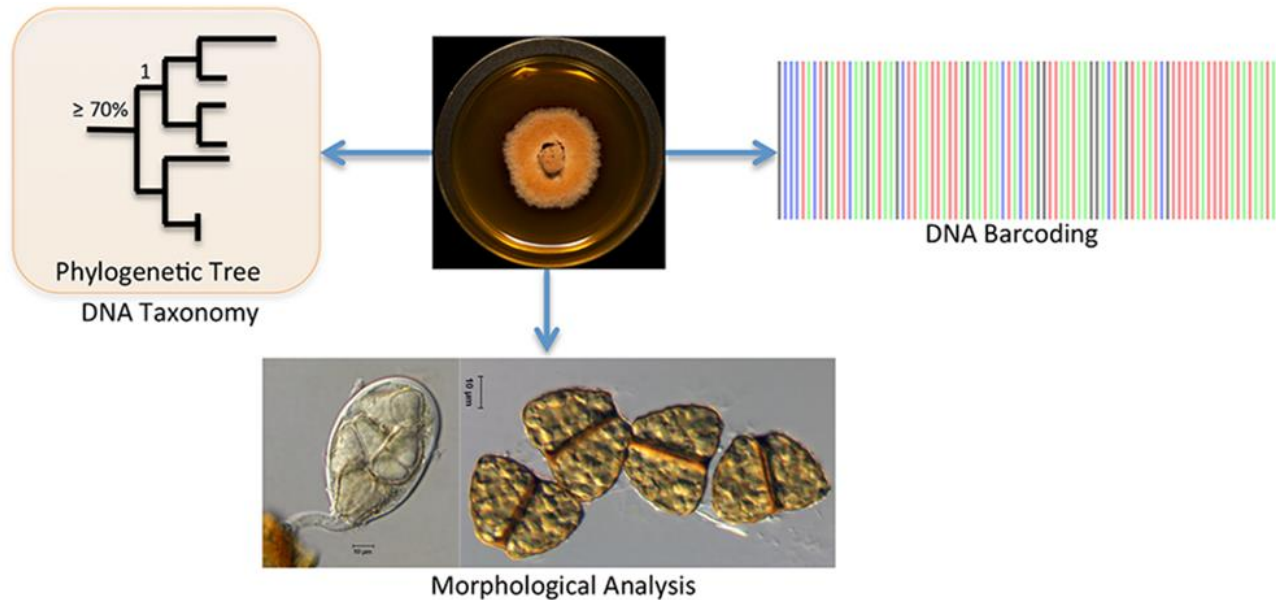 1
≥ 70%
Phylogenetic Tree
DNA Taxonomy
DNA Barcoding
10 µm
10 µm
Morphological Analysis